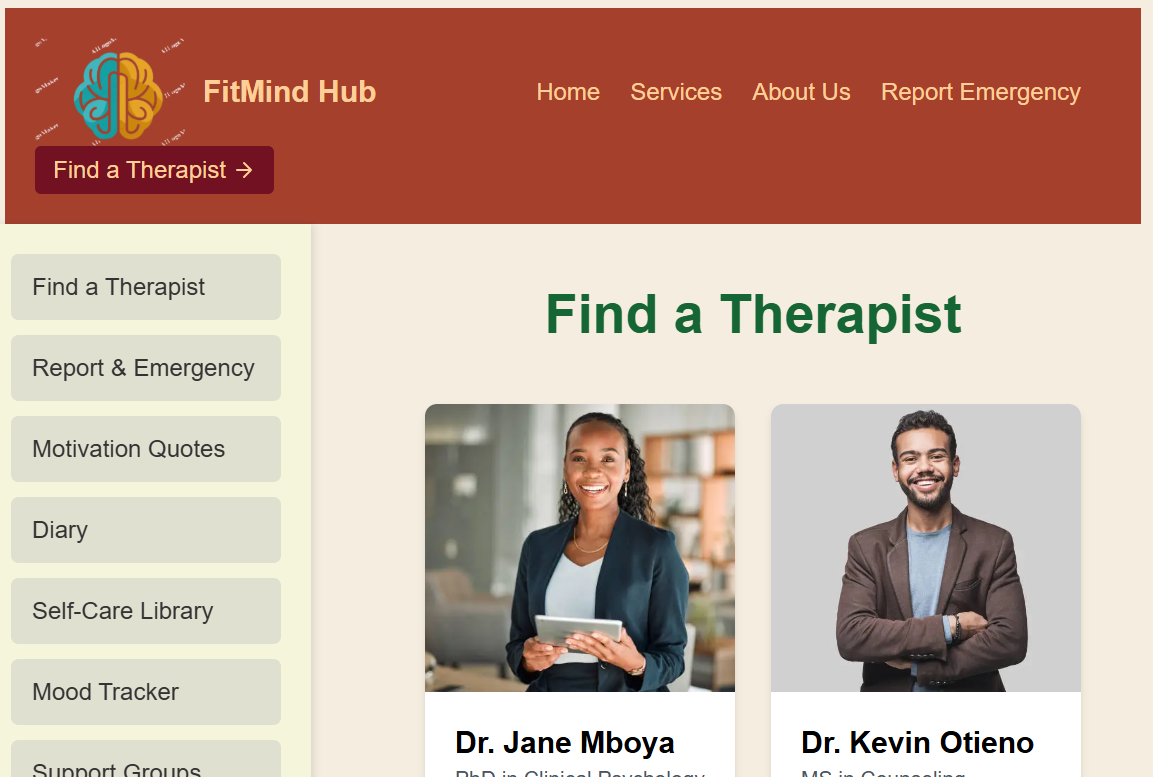 FitMind Hub
Home
Services
About Us
Report Emergency
Find a Therapist →
Find a Therapist
Report & Emergency
Motivation Quotes
Diary
Self-Care Library
Mood Tracker
Support Groups
Find a Therapist
Dr. Jane Mboya
PhD in Clinical Psychology
Dr. Kevin Otieno
MS in Counseling